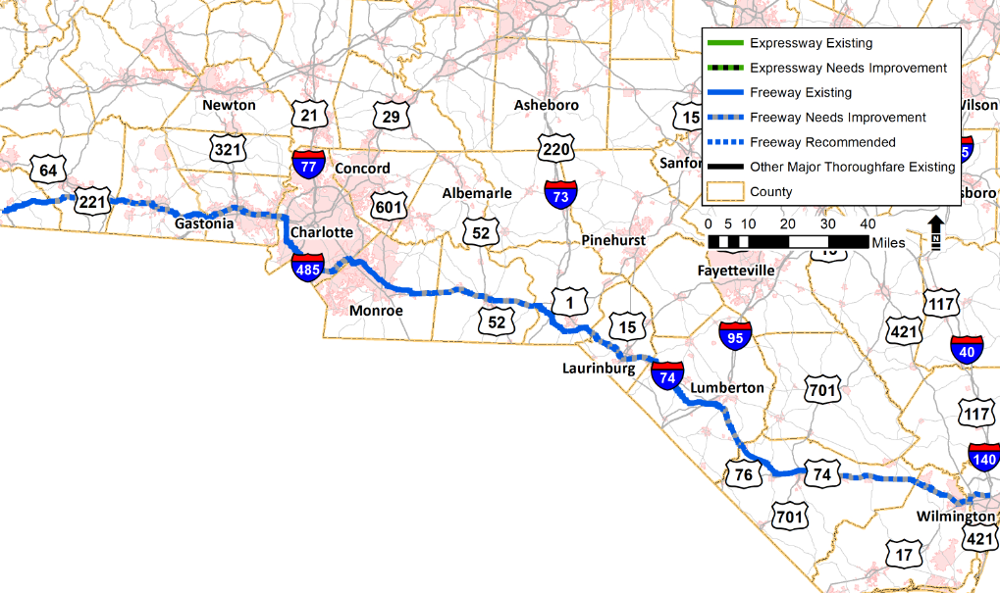 Expressway Existing
Expressway Needs Improvement
Freeway Existing
Freeway Needs Improvement
Freeway Recommended
Other Major Thoroughfare Existing
County
0 5 10 20 30 40
Miles
N
Newton
21
29
Asheboro
15
Wilson
321
77
Concord
220
Sanfor
5
64
221
601
Albemarle
73
sboro
Gastonia
Charlotte
52
Pinehurst
485
Fayetteville
Monroe
52
1
15
95
421
117
40
Laurinburg
74
Lumberton
701
117
140
76
74
701
Wilmington
17
421